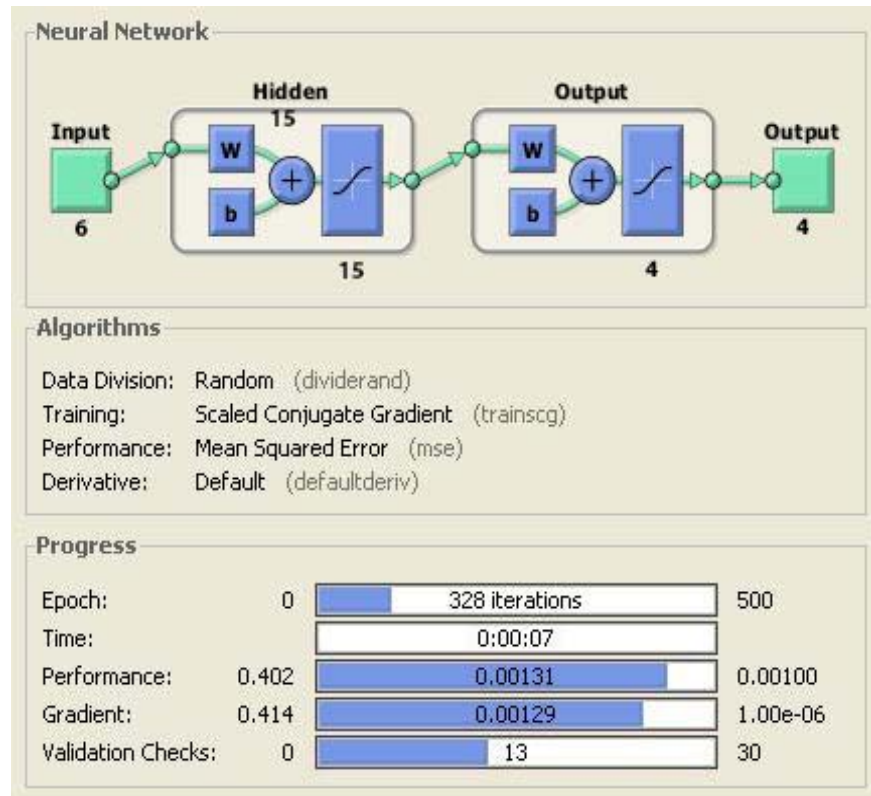 Neural Network
Hidden
15
Output
Input
Output
W
b
W
b
6
15
4
4
Algorithms
Data Division: Random (dividerand)
Training: Scaled Conjugate Gradient (trainscg)
Performance: Mean Squared Error (mse)
Derivative: Default (defaultderiv)
Progress
Epoch: 0 328 iterations 500
Time: 0:00:07
Performance: 0.402 0.00131 0.00100
Gradient: 0.414 0.00129 1.00e-06
Validation Checks: 0 13 30